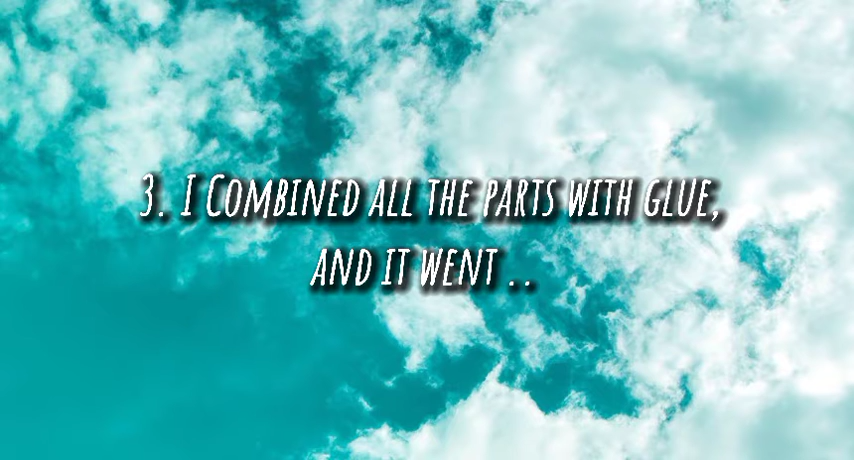 3. I Combined all the parts with glue,
and it went ..